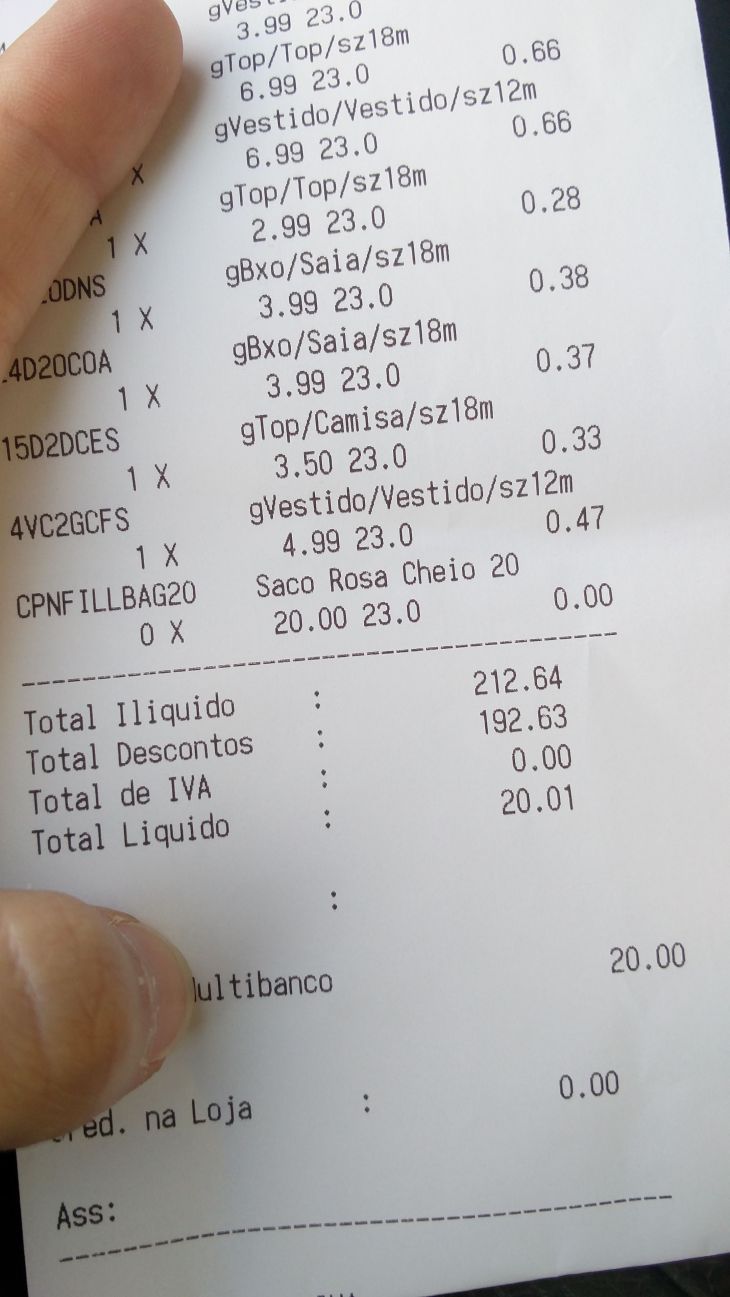 3.99 23.0
gTop/Top/sz18m
6.99 23.0 0.66
gVestido/Vestido/sz12m
X 6.99 23.0 0.66
gTop/Top/sz18m
1 X 2.99 23.0 0.28
gBxo/Saia/sz18m
1 X 3.99 23.0 0.38
4D20COA gBxo/Saia/sz18m
1 X 3.99 23.0 0.37
15D2DCES gTop/Camisa/sz18m
1 X 3.50 23.0 0.33
4VC2GCFS gVestido/Vestido/sz12m
1 X 4.99 23.0 0.47
CPNFILLBAG20 Saco Rosa Cheio 20
0 X 20.00 23.0 0.00
Total Iliquido : 212.64
Total Descontos : 192.63
Total de IVA : 0.00
Total Liquido : 20.01
:
ultibanco 20.00
red. na Loja : 0.00
Ass: